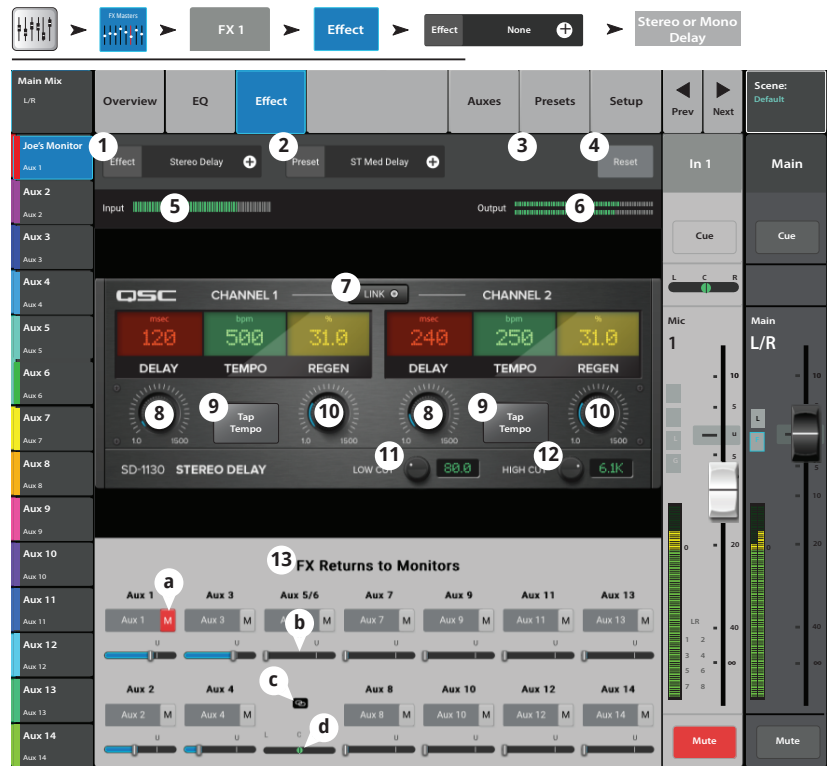 FX Masters
FX 1
Effect
Effect None
Stereo or Mono Delay
Main Mix
L/R
Overview
EQ
Effect
Auxes
Presets
Setup
Prev
Next
Scene:
Default
Joe's Monitor
Aux 1
Aux 2
Aux 2
Aux 3
Aux 3
Aux 4
Aux 4
Aux 5
Aux 5
Aux 6
Aux 6
Aux 7
Aux 7
Aux 8
Aux 8
Aux 9
Aux 9
Aux 10
Aux 10
Aux 11
Aux 11
Aux 12
Aux 12
Aux 13
Aux 13
Aux 14
Aux 14
1
2
3
4
Effect Stereo Delay
Preset ST Med Delay
Reset
Input
5
Output
6
QSC
CHANNEL 1
7
LINK
CHANNEL 2
msec bpm %
120 500 31.0
DELAY TEMPO REGEN
msec bpm %
240 250 31.0
DELAY TEMPO REGEN
8
1.0 1500
9
Tap
Tempo
10
1.0 1500
8
1.0 1500
9
Tap
Tempo
10
1.0 1500
SD-1130 STEREO DELAY
11
LOW CUT
80.0
12
HIGH CUT
6.1K
13
FX Returns to Monitors
a
Aux 1 Aux 3 Aux 5/6 Aux 7 Aux 9 Aux 11 Aux 13
Aux 1 M Aux 3 M M Aux 7 M Aux 9 M Aux 11 M Aux 13 M
b
U U U U U U U
c
Aux 2 Aux 4 Aux 8 Aux 10 Aux 12 Aux 14
Aux 2 M Aux 4 M Aux 8 M Aux 10 M Aux 12 M Aux 14 M
d
U U L C U U U U
In 1
Cue
L C R
Mic
1
10
5
U
5
0
20
40
∞
LR
1 2
3 4
5 6
7 8
Mute
Main
Cue
Main
L/R
L
10
5
U
5
10
0
20
40
∞
Mute